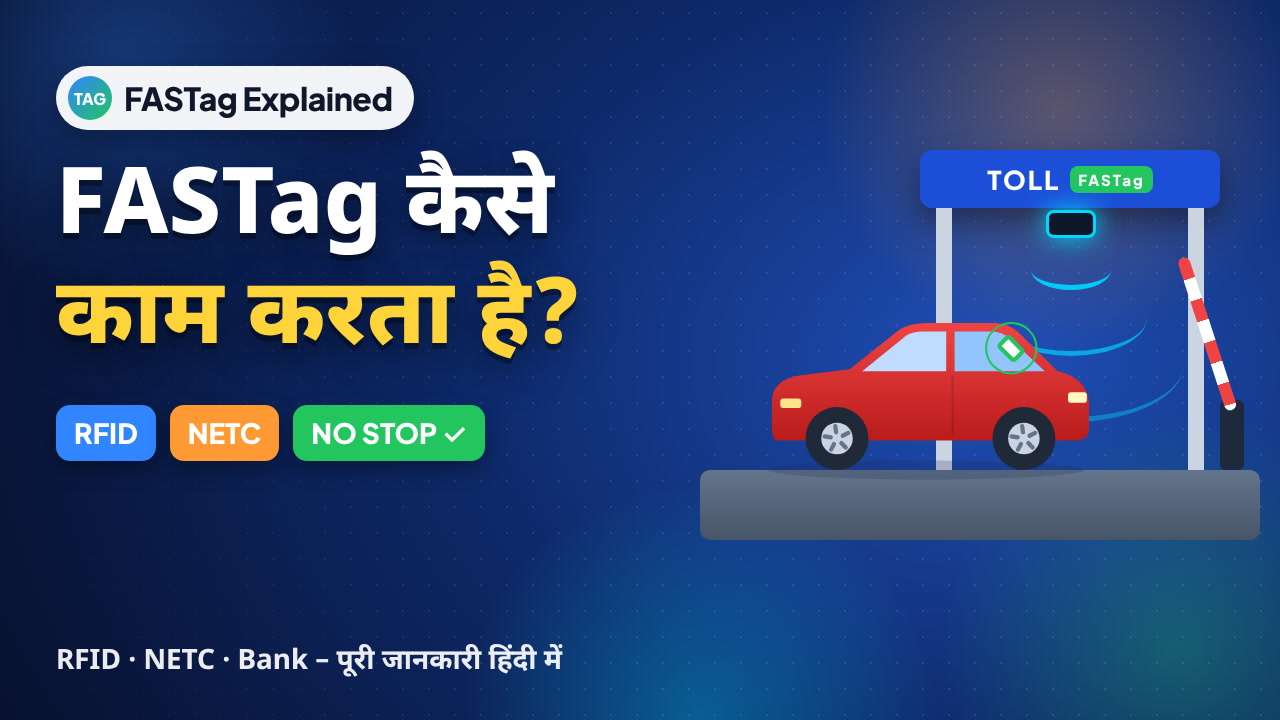 TAG FASTag Explained
FASTag कैसे
काम करता है?
RFID NETC NO STOP ✓
TOLL FASTag
RFID · NETC · Bank – पूरी जानकारी हिंदी में